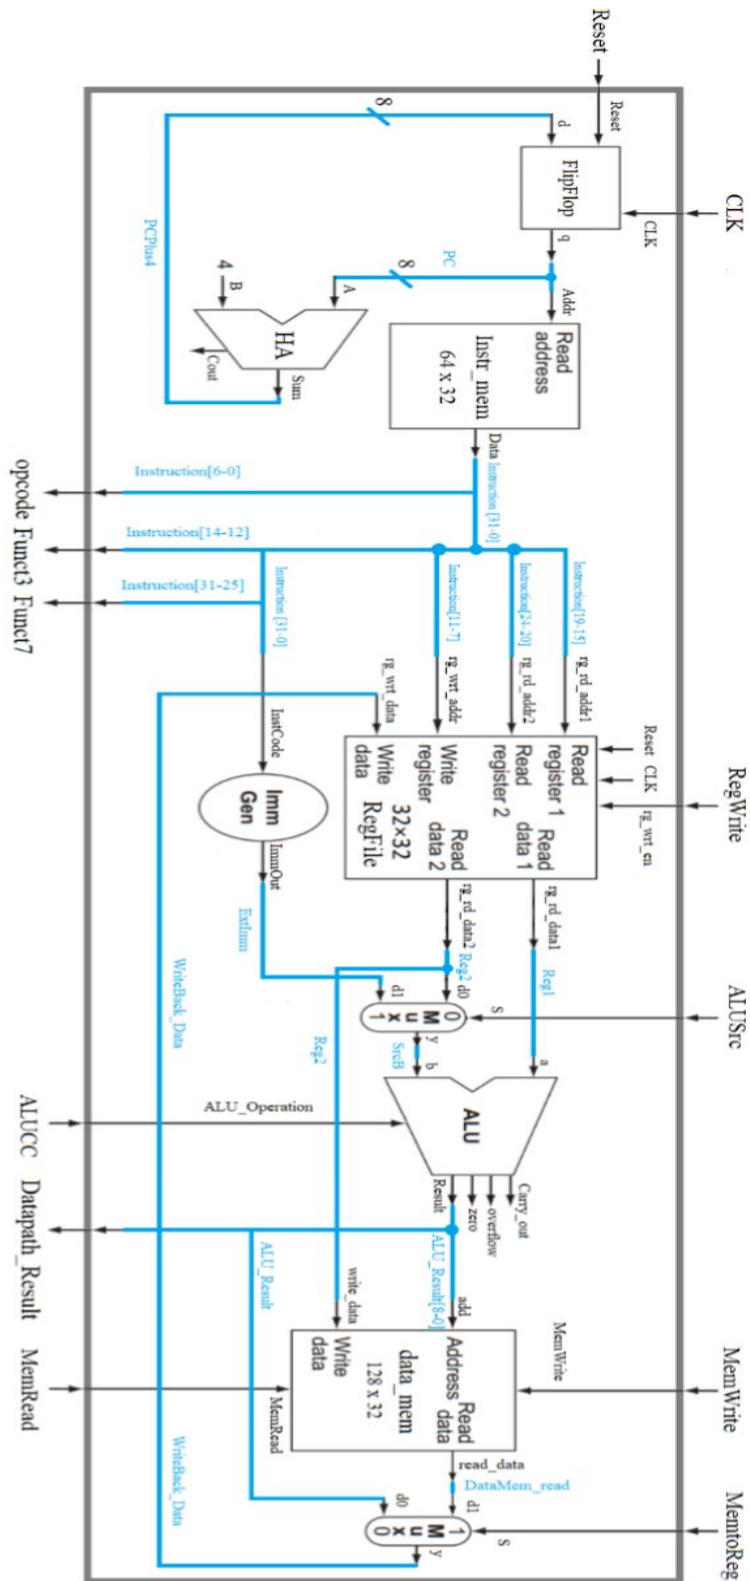 Reset
CLK
RegWrite
ALUSrc
MemWrite
MemtoReg
Reset
CLK
d
FlipFlop
q
8
PCPlus4
PC
8
Addr
A
B
4
HA
Cout
Sum
Read
address
Instr_mem
64 x 32
Data
Instruction [31-0]
Instruction[6-0]
Instruction[14-12]
Instruction[31-25]
Instruction [31-0]
Instruction[11-7]
Instruction[24-20]
Instruction[19-15]
rg_rd_addr1
rg_rd_addr2
rg_wrt_addr
rg_wrt_data
InstCode
Reset
CLK
rg_wrt_en
Read
register 1
Read
register 2
Write
register
Write
data
Read
data 1
Read
data 2
32×32
RegFile
rg_rd_data1
rg_rd_data2
Imm
Gen
ImmOut
ExtImm
WriteBack_Data
Reg1
Reg2
Reg2
d0
d1
S
0
M
u
x
1
y
SrcB
a
b
ALU
ALU_Operation
Carry_out
overflow
zero
Result
ALU_Result[8-0]
ALU_Result
add
write_data
MemWrite
Address
Read
data
data_mem
128 x 32
Write
data
MemRead
read_data
DataMem_read
WriteBack_Data
d1
d0
S
1
M
u
x
0
y
opcode
Funct3
Funct7
ALUCC
Datapath_Result
MemRead